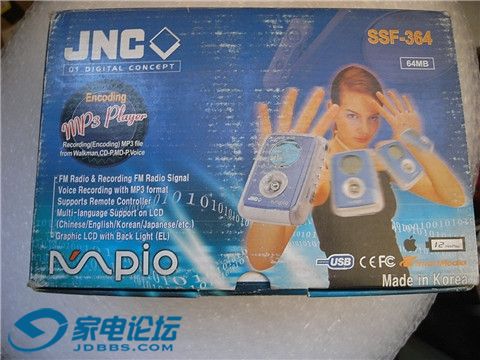 JNC
D1 DIGITAL CONCEPT
SSF-364
64MB
Encoding
MP3 Player
Recording(Encoding) MP3 file
from Walkman,CD-P,MD-P,Voice
FM Radio & Recording FM Radio Signal
Voice Recording with MP3 format
Supports Remote Controller
Multi-language Support on LCD
(Chinese/English/Korean/Japanese/etc.)
Graphic LCD with Back Light (EL)
JNC
mpio
USB CE FC SmartMedia
Made in Korea
家电论坛
JDBBS.COM